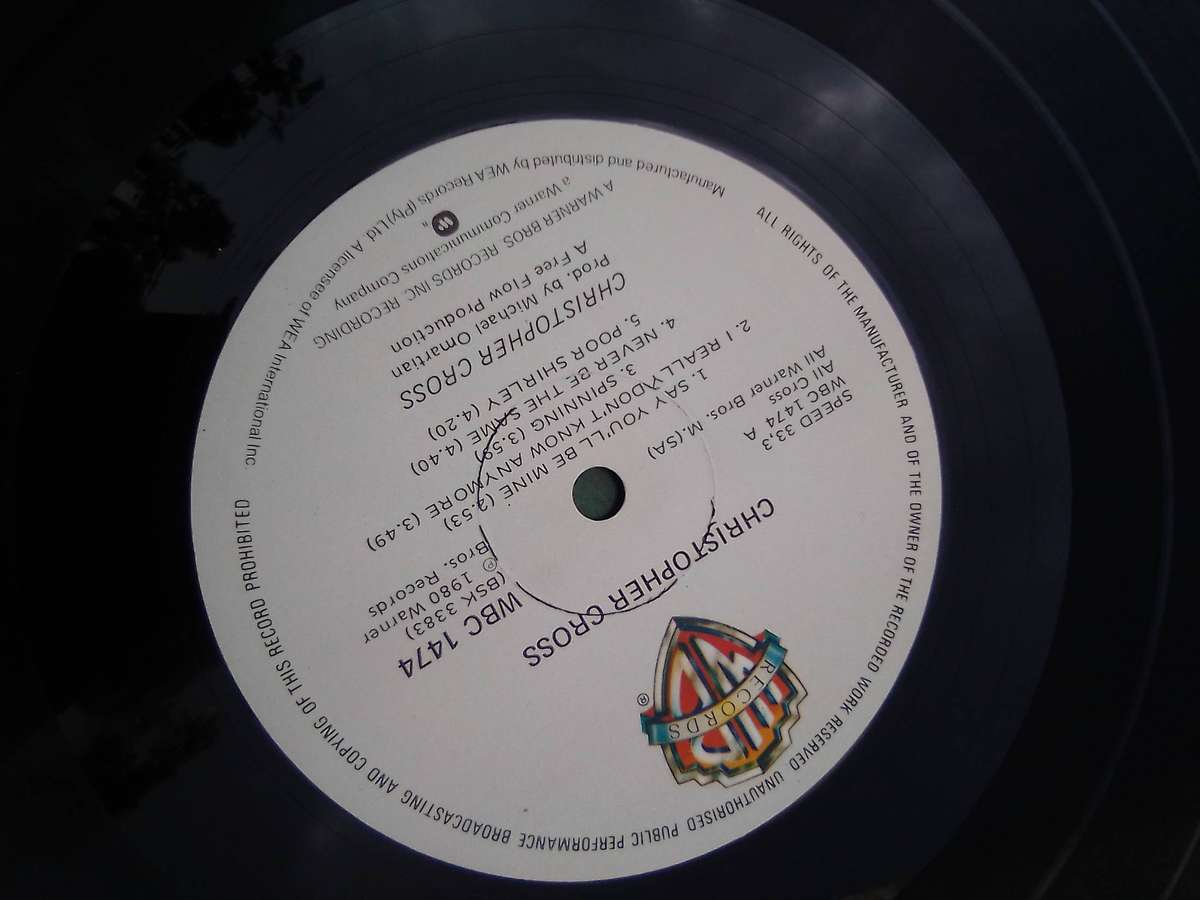 RECORDS
®
CHRISTOPHER CROSS
WBC 1474
(BSK 3383)
℗ 1980 Warner
Bros. Records
SPEED 33,3
WBC 1474 A
All Cross
All Warner Bros. M.(SA)
1. SAY YOU'LL BE MINE (2.53)
2. I REALLY DON'T KNOW ANYMORE (3.49)
3. SPINNING (3.59)
4. NEVER BE THE SAME (4.40)
5. POOR SHIRLEY (4.20)
CHRISTOPHER CROSS
Prod. by Michael Omartian
A Free Flow Production
A WARNER BROS. RECORDS INC. RECORDING
a Warner Communications Company
Manufactured and distributed by WEA Records (Pty) Ltd A licensee of WEA International Inc.
ALL RIGHTS OF THE MANUFACTURER AND OF THE OWNER OF THE RECORDED WORK RESERVED UNAUTHORISED PUBLIC PERFORMANCE BROADCASTING AND COPYING OF THIS RECORD PROHIBITED